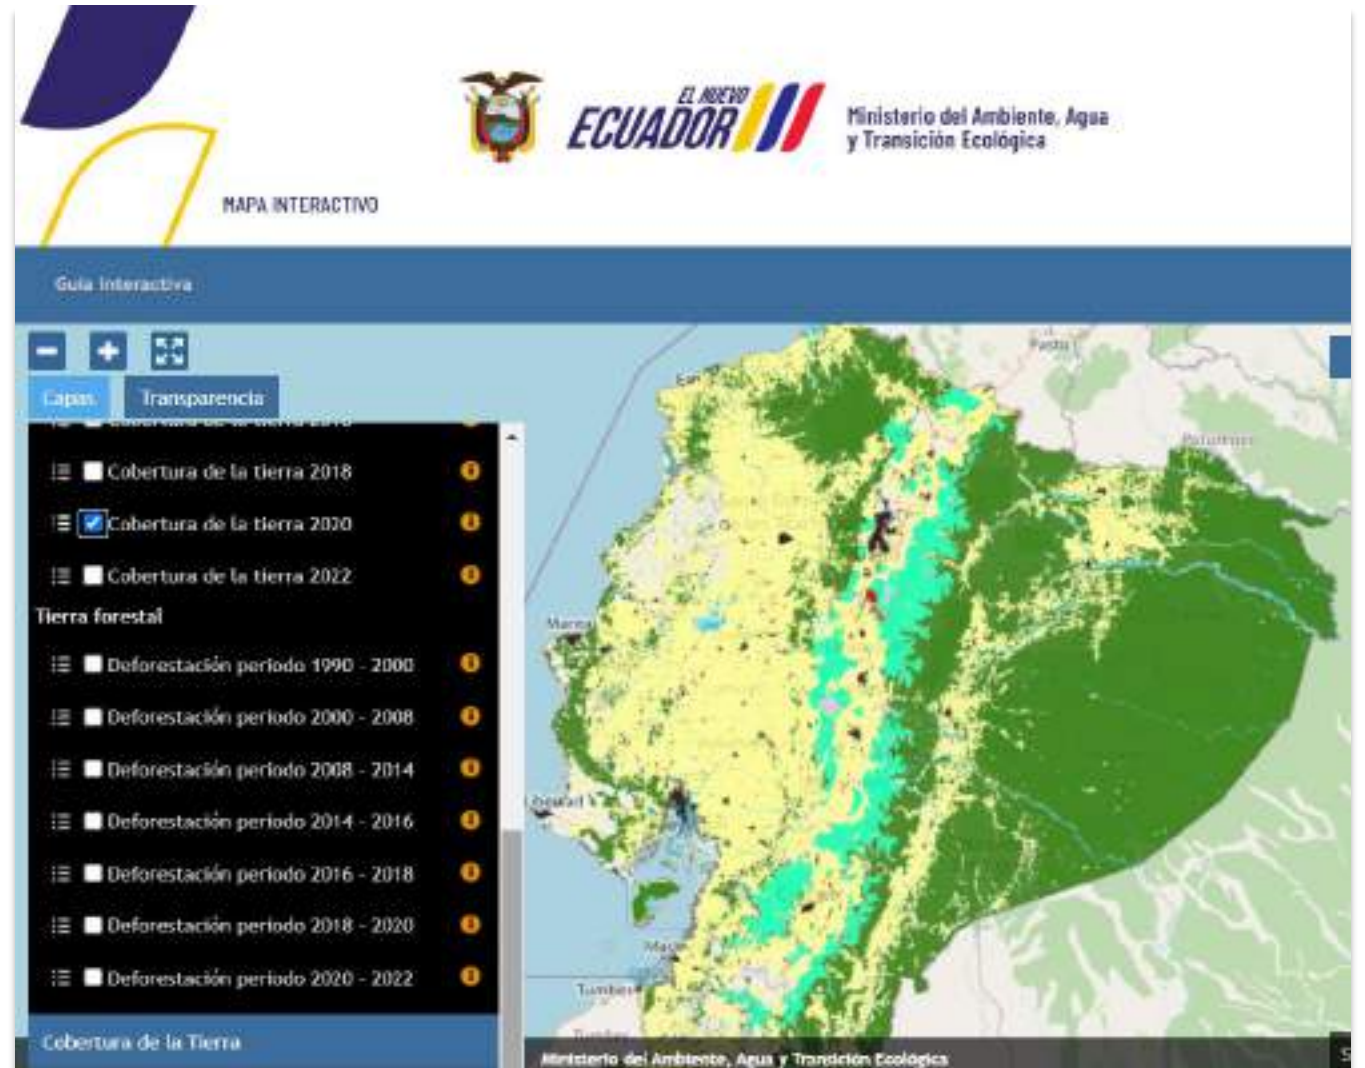 EL NUEVO
ECUADOR
Ministerio del Ambiente, Agua
y Transición Ecológica
MAPA INTERACTIVO
Guía Interactiva
Capas
Transparencia
Cobertura de la tierra 2018
Cobertura de la tierra 2020
Cobertura de la tierra 2022
Tierra forestal
Deforestación periodo 1990 - 2000
Deforestación periodo 2000 - 2008
Deforestación periodo 2008 - 2014
Deforestación periodo 2014 - 2016
Deforestación periodo 2016 - 2018
Deforestación periodo 2018 - 2020
Deforestación periodo 2020 - 2022
Cobertura de la Tierra
Pasto
Manta
Tumbes
Tumbes
Ministerio del Ambiente, Agua y Transición Ecológica